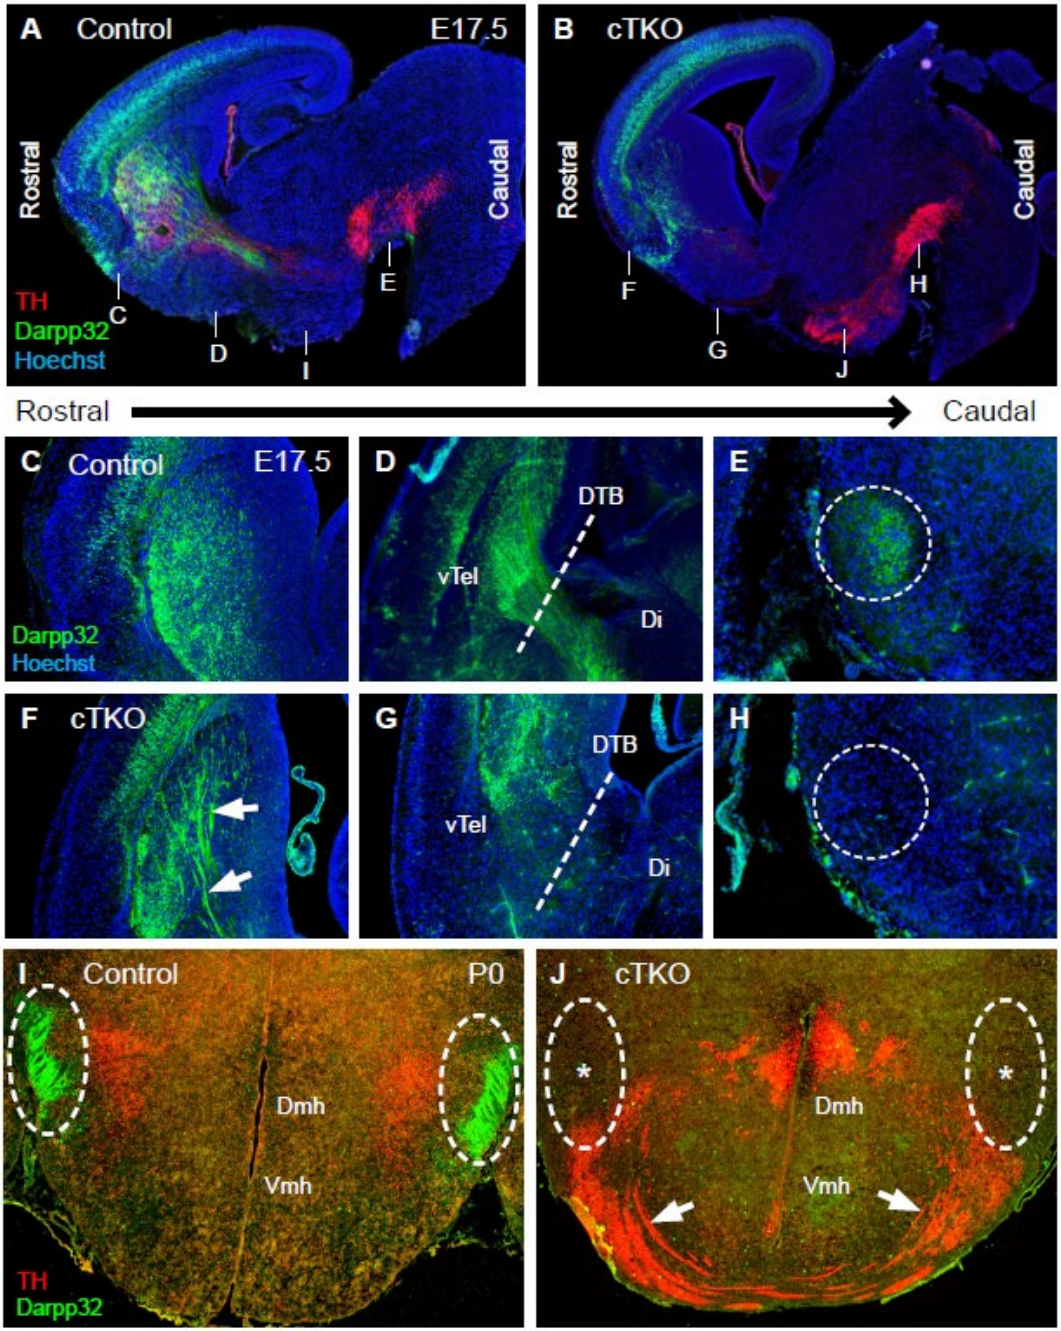 A Control E17.5
Rostral
Caudal
C
D
I
E
TH
Darpp32
Hoechst
B cTKO
Rostral
Caudal
F
G
J
H
Rostral Caudal
C Control E17.5
Darpp32
Hoechst
D
DTB
vTel
Di
E
F cTKO
G
DTB
vTel
Di
H
I Control P0
Dmh
Vmh
TH
Darpp32
J cTKO
*
*
Dmh
Vmh